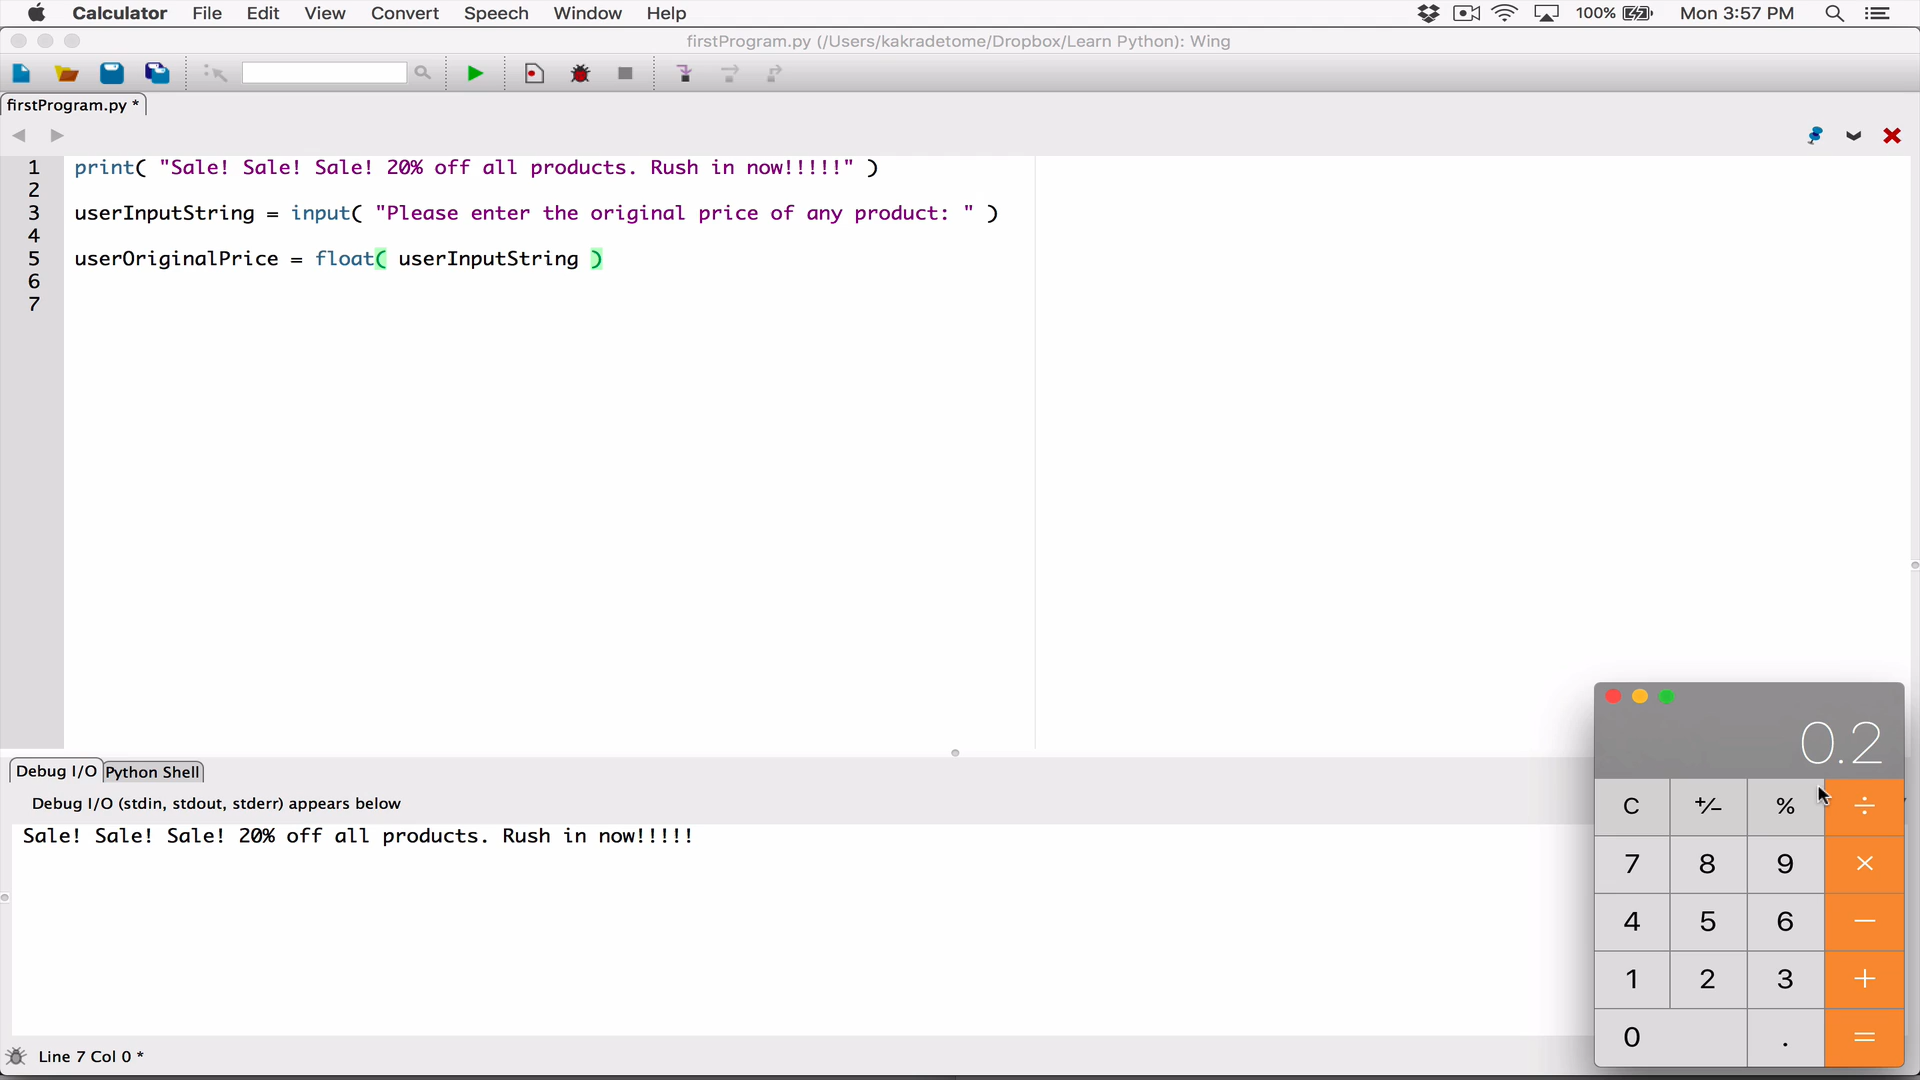 Calculator File Edit View Convert Speech Window Help 100% Mon 3:57 PM
firstProgram.py (/Users/kakradetome/Dropbox/Learn Python): Wing
firstProgram.py *
1 print( "Sale! Sale! Sale! 20% off all products. Rush in now!!!!!" )
2
3 userInputString = input( "Please enter the original price of any product: " )
4
5 userOriginalPrice = float( userInputString )
6
7
Debug I/O Python Shell
Debug I/O (stdin, stdout, stderr) appears below
Sale! Sale! Sale! 20% off all products. Rush in now!!!!!
Line 7 Col 0 *
0.2
C +/− % ÷
7 8 9 ×
4 5 6 −
1 2 3 +
0 . =